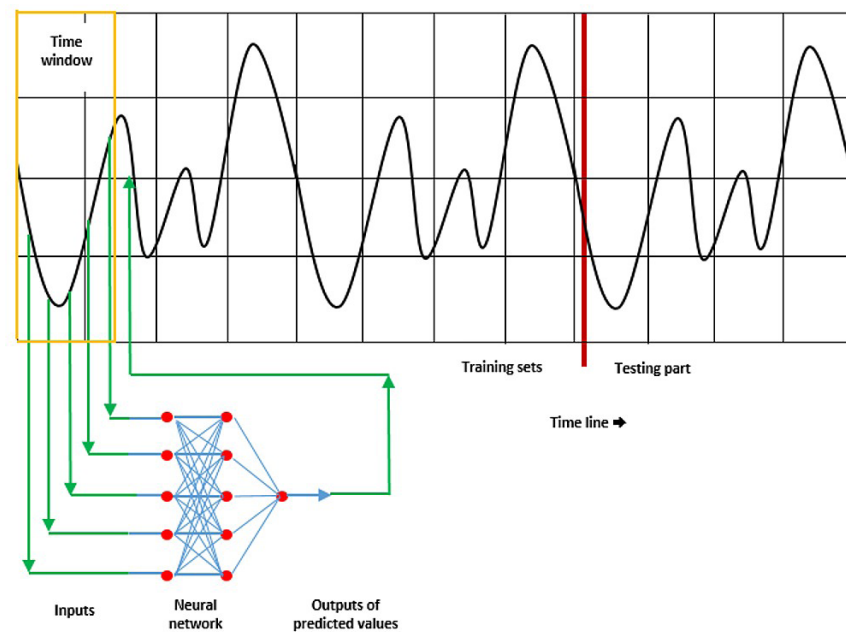 Time
window
Training sets
Testing part
Time line 🡆
Inputs
Neural
network
Outputs of
predicted values